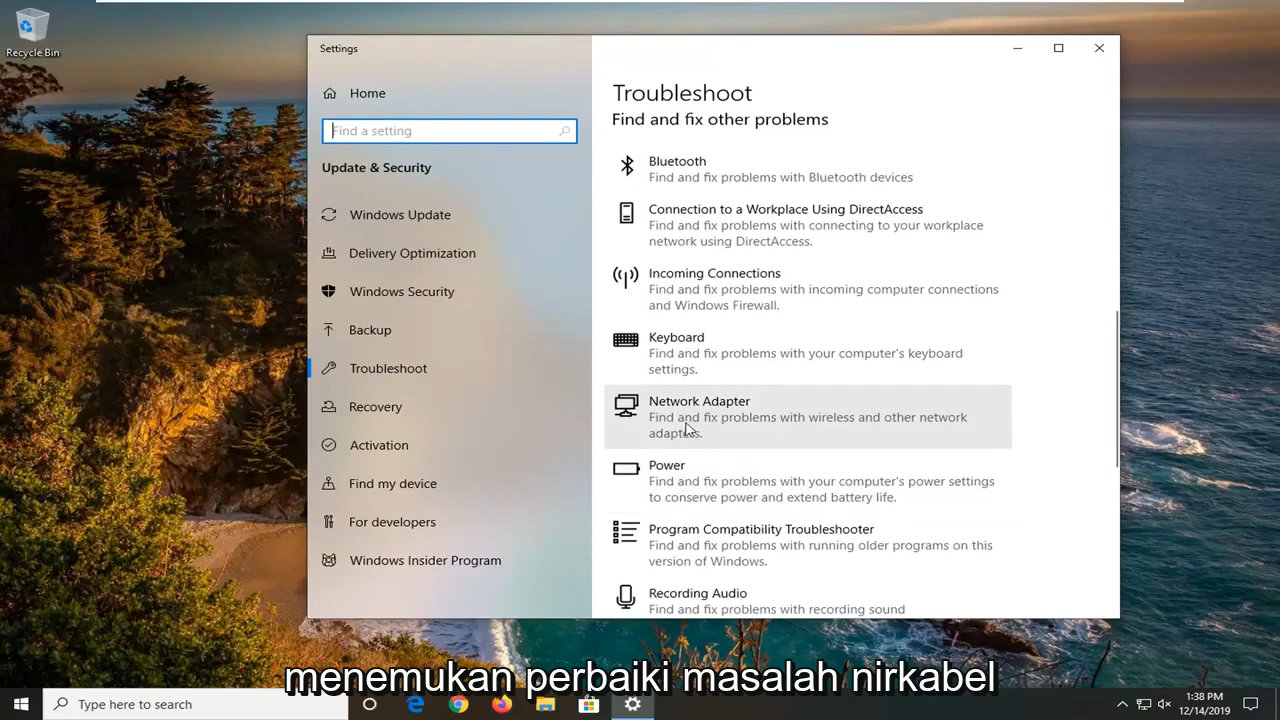 Recycle Bin
Settings
Home
Find a setting
Update & Security
Windows Update
Delivery Optimization
Windows Security
Backup
Troubleshoot
Recovery
Activation
Find my device
For developers
Windows Insider Program
Troubleshoot
Find and fix other problems
Bluetooth
Find and fix problems with Bluetooth devices
Connection to a Workplace Using DirectAccess
Find and fix problems with connecting to your workplace
network using DirectAccess.
Incoming Connections
Find and fix problems with incoming computer connections
and Windows Firewall.
Keyboard
Find and fix problems with your computer's keyboard
settings.
Network Adapter
Find and fix problems with wireless and other network
adapters.
Power
Find and fix problems with your computer's power settings
to conserve power and extend battery life.
Program Compatibility Troubleshooter
Find and fix problems with running older programs on this
version of Windows.
Recording Audio
Find and fix problems with recording sound
menemukan perbaiki masalah nirkabel
Type here to search
1:38 PM
12/14/2019